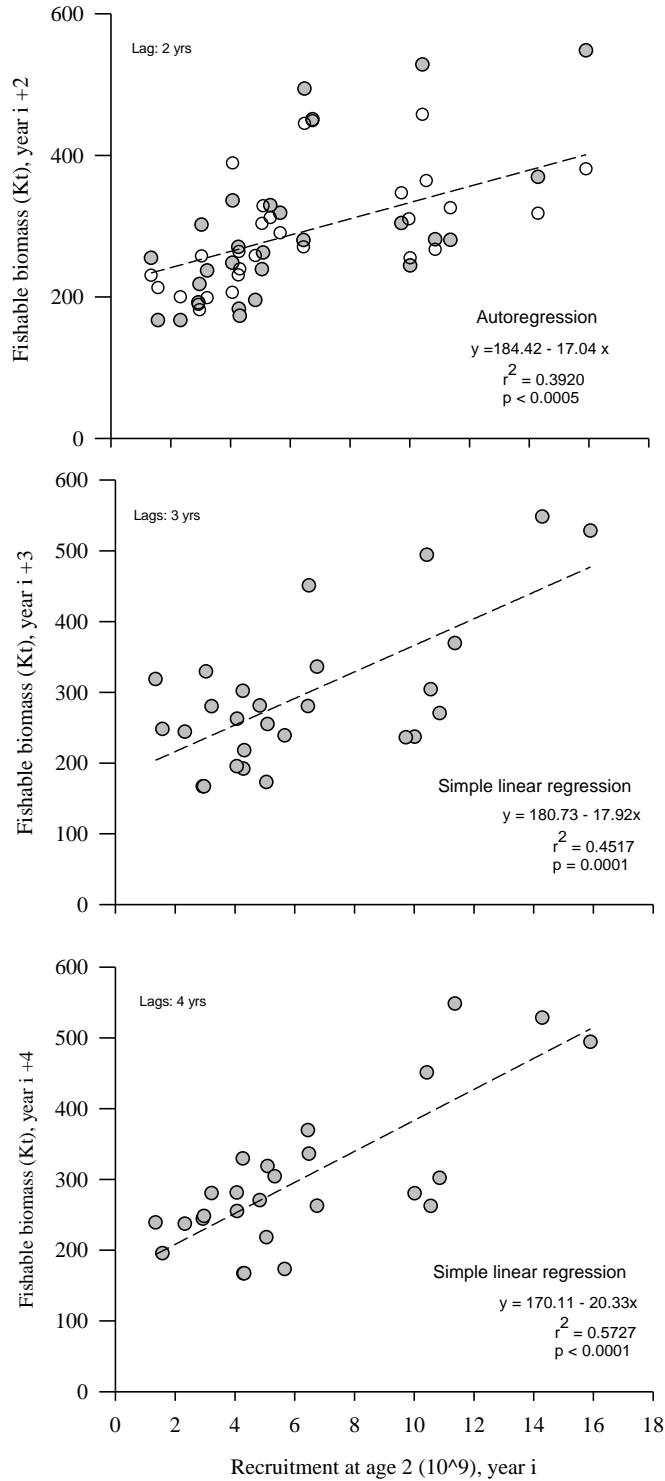 600
Lag: 2 yrs
400
Fishable biomass (Kt), year i +2
200
Autoregression
y =184.42 - 17.04 x
r2 = 0.3920
p < 0.0005
0
600
Lags: 3 yrs
500
400
Fishable biomass (Kt), year i +3
300
200
Simple linear regression
y = 180.73 - 17.92x
100
r2 = 0.4517
p = 0.0001
0
600
Lags: 4 yrs
500
400
Fishable biomass (Kt), year i +4
300
200
Simple linear regression
y = 170.11 - 20.33x
100
r2 = 0.5727
p < 0.0001
0
0 2 4 6 8 10 12 14 16 18
Recruitment at age 2 (10^9), year i